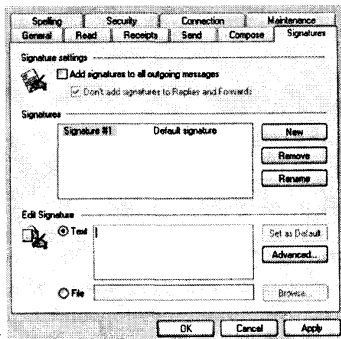 Spelling Security Connection Maintenance
General Read Receipts Send Compose Signatures
Signature settings
Add signatures to all outgoing messages
Don't add signatures to Replies and Forwards
Signatures
Signature #1 Default signature
New
Remove
Rename
Edit Signature
Text
Set as Default
Advanced...
File
Browse...
OK Cancel Apply